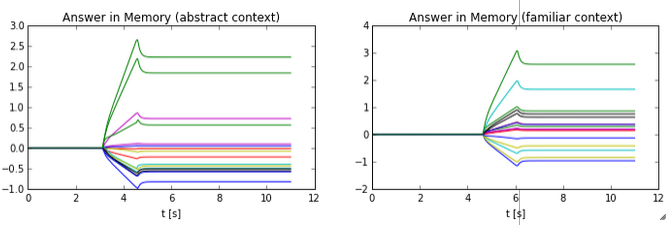 Answer in Memory (abstract context)
3.0
2.5
2.0
1.5
1.0
0.5
0.0
−0.5
−1.0
0 2 4 6 8 10 12
t [s]
Answer in Memory (familiar context)
4
3
2
1
0
−1
−2
0 2 4 6 8 10 12
t [s]